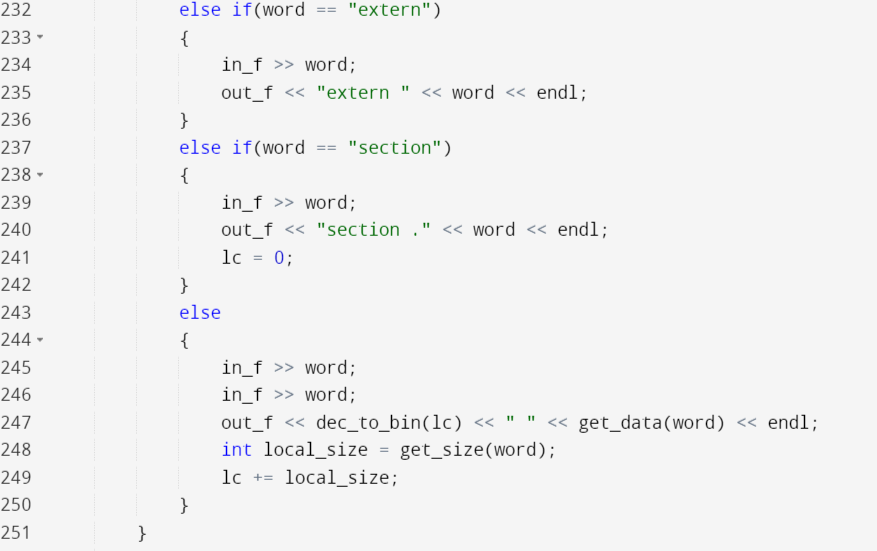 232 else if(word == "extern")
233 {
234 in_f >> word;
235 out_f << "extern " << word << endl;
236 }
237 else if(word == "section")
238 {
239 in_f >> word;
240 out_f << "section ." << word << endl;
241 lc = 0;
242 }
243 else
244 {
245 in_f >> word;
246 in_f >> word;
247 out_f << dec_to_bin(lc) << " " << get_data(word) << endl;
248 int local_size = get_size(word);
249 lc += local_size;
250 }
251 }